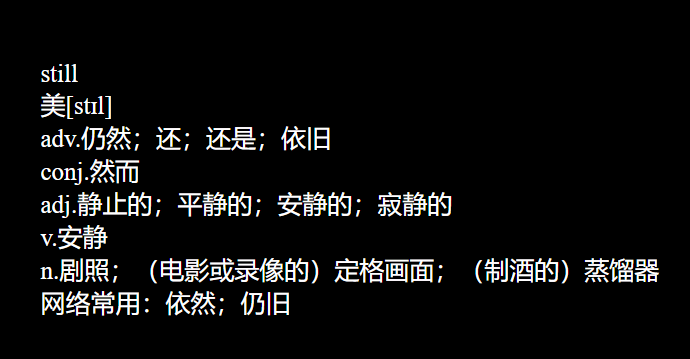 still
美[stɪl]
adv.仍然；还；还是；依旧
conj.然而
adj.静止的；平静的；安静的；寂静的
v.安静
n.剧照；（电影或录像的）定格画面；（制酒的）蒸馏器
网络常用：依然；仍旧